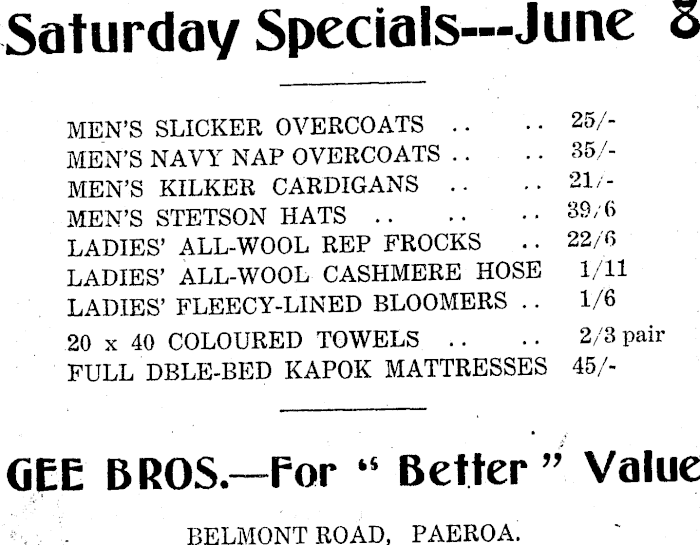 Saturday Specials---June 8
MEN'S SLICKER OVERCOATS .. .. 25/-
MEN'S NAVY NAP OVERCOATS .. .. 35/-
MEN'S KILKER CARDIGANS .. .. 21/-
MEN'S STETSON HATS .. .. .. 39/6
LADIES' ALL-WOOL REP FROCKS .. 22/6
LADIES' ALL-WOOL CASHMERE HOSE 1/11
LADIES' FLEECY-LINED BLOOMERS .. 1/6
20 x 40 COLOURED TOWELS .. .. 2/3 pair
FULL DBLE-BED KAPOK MATTRESSES 45/-
GEE BROS.—For "Better" Value
BELMONT ROAD, PAEROA.